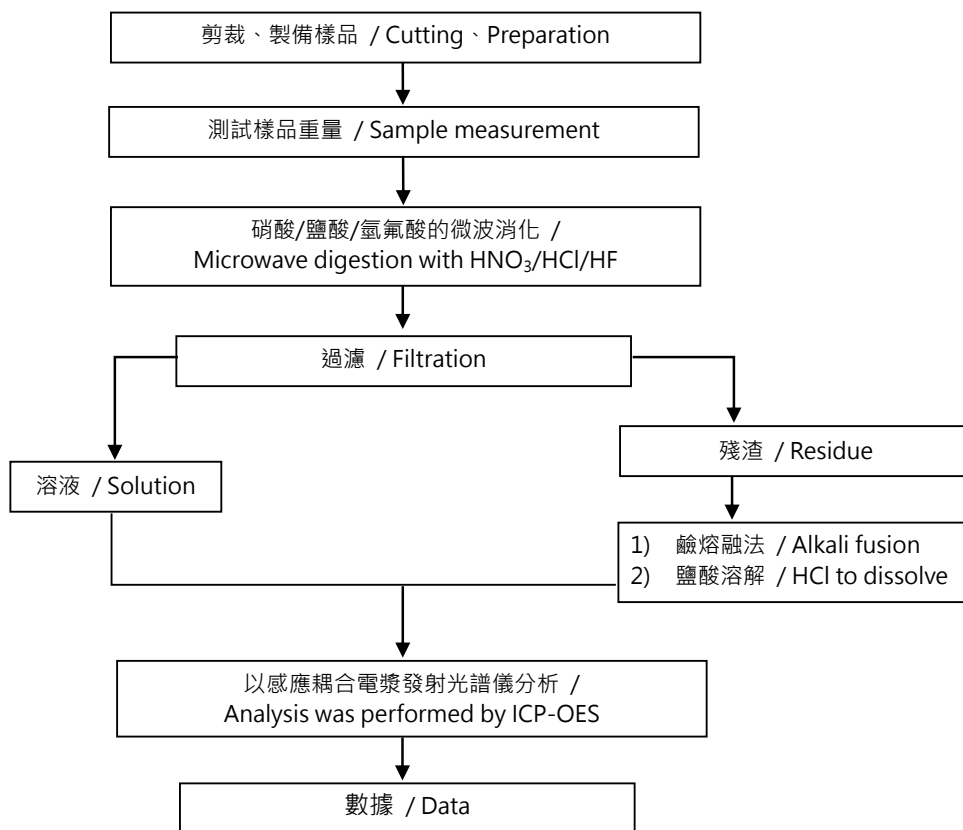 剪裁、製備樣品 / Cutting、Preparation
測試樣品重量 / Sample measurement
硝酸/鹽酸/氫氟酸的微波消化 /
Microwave digestion with HNO₃/HCl/HF
過濾 / Filtration
溶液 / Solution
殘渣 / Residue
1) 鹼熔融法 / Alkali fusion
2) 鹽酸溶解 / HCl to dissolve
以感應耦合電漿發射光譜儀分析 /
Analysis was performed by ICP-OES
數據 / Data